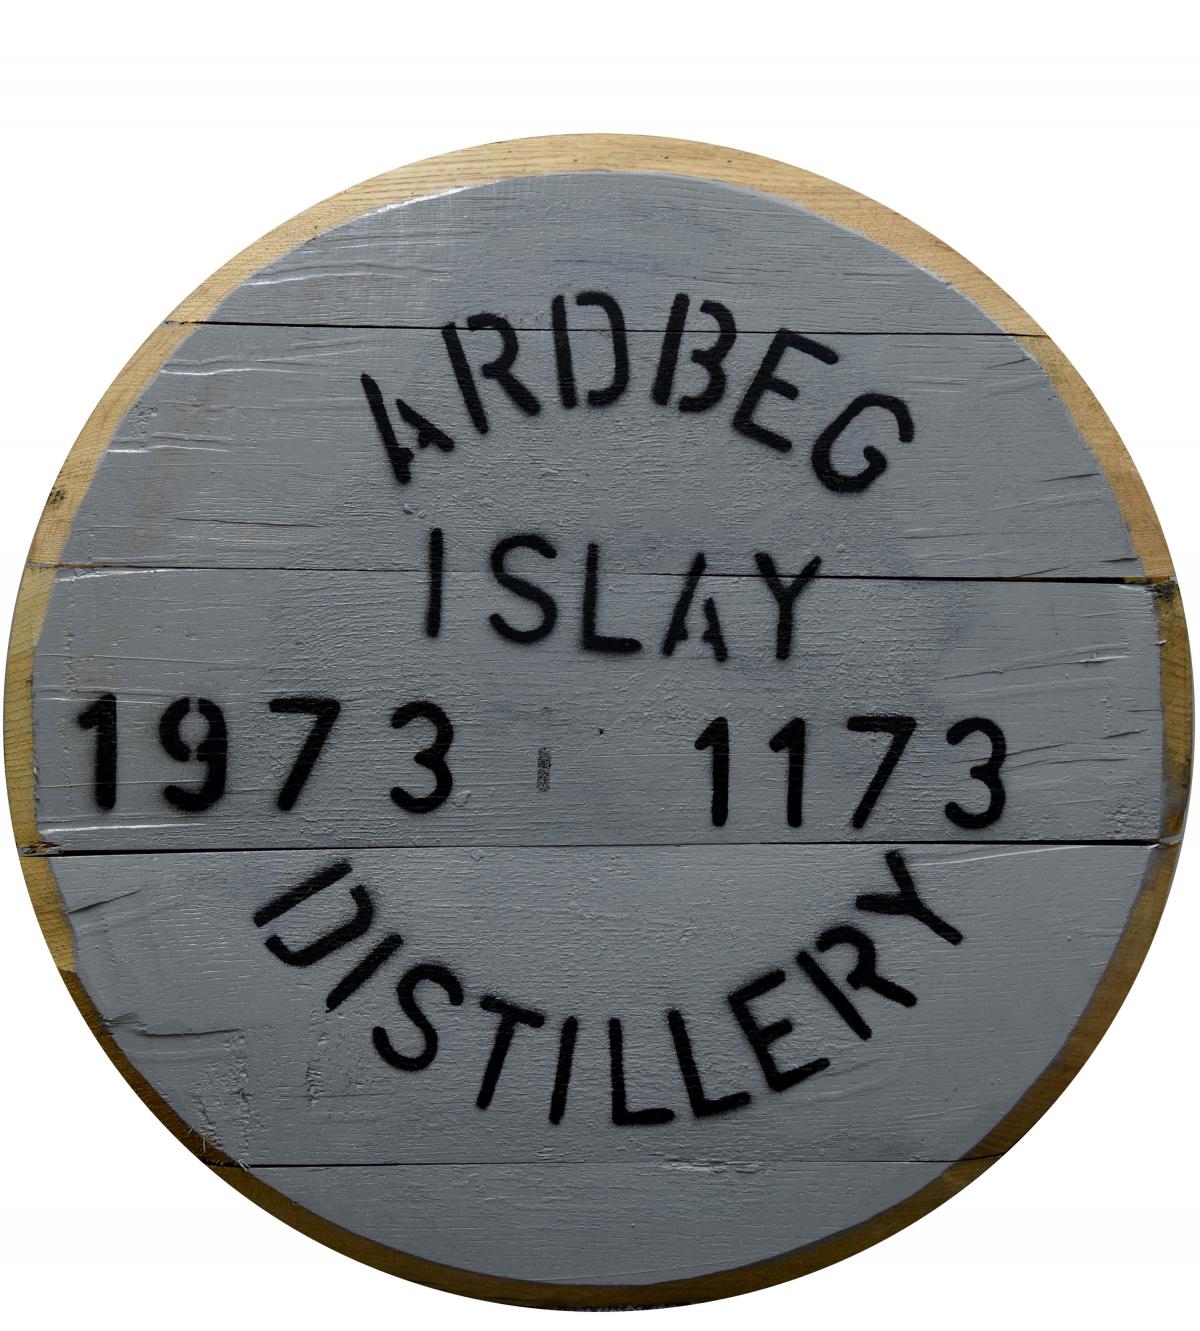 ARDBEG
ISLAY
1973 1173
DISTILLERY